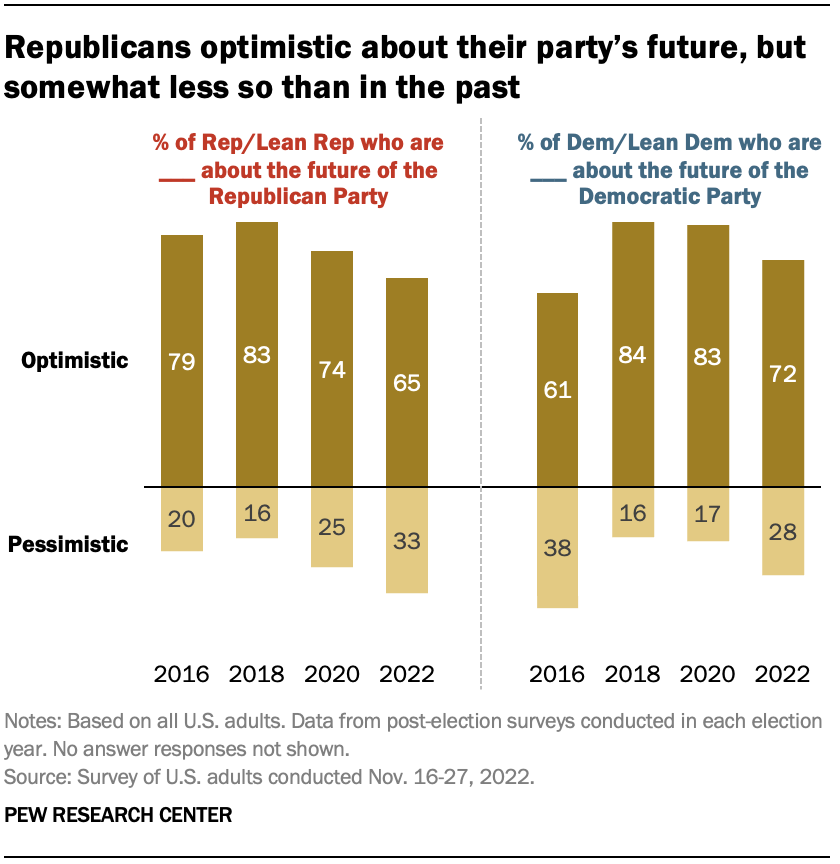 Republicans optimistic about their party's future, but
somewhat less so than in the past
% of Rep/Lean Rep who are
___ about the future of the
Republican Party
% of Dem/Lean Dem who are
___ about the future of the
Democratic Party
Optimistic
79
83
74
65
61
84
83
72
Pessimistic
20
16
25
33
38
16
17
28
2016
2018
2020
2022
2016
2018
2020
2022
Notes: Based on all U.S. adults. Data from post-election surveys conducted in each election
year. No answer responses not shown.
Source: Survey of U.S. adults conducted Nov. 16-27, 2022.
PEW RESEARCH CENTER